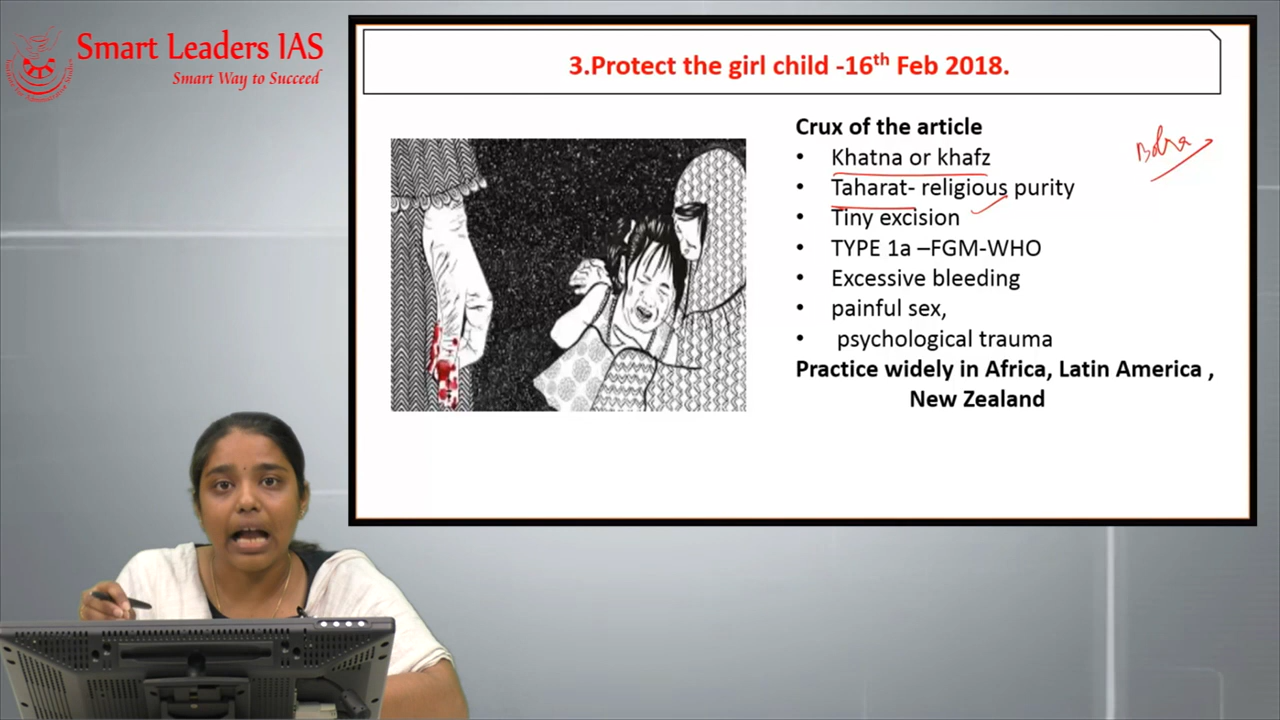 Smart Leaders IAS
Smart Way to Succeed
3.Protect the girl child -16th Feb 2018.
Crux of the article
• Khatna or khafz
• Taharat- religious purity
• Tiny excision
• TYPE 1a –FGM-WHO
• Excessive bleeding
• painful sex,
• psychological trauma
Practice widely in Africa, Latin America ,
New Zealand